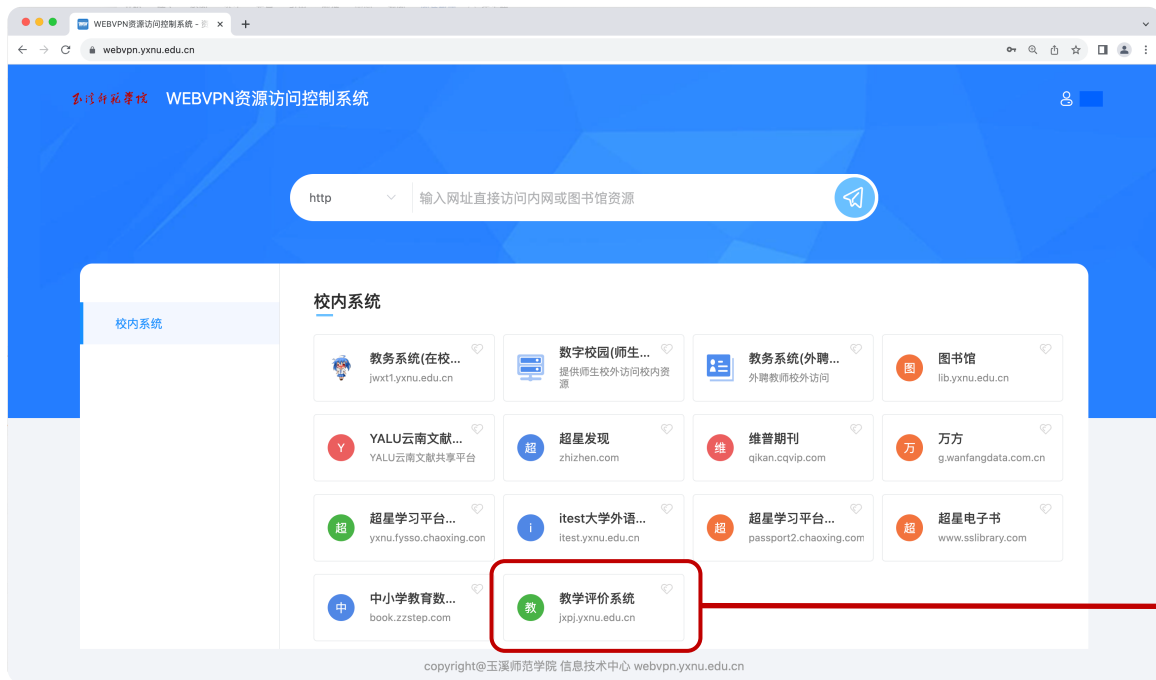 WEBVPN资源访问控制系统 -
webvpn.yxnu.edu.cn
玉溪师范学院 WEBVPN资源访问控制系统
http 输入网址直接访问内网或图书馆资源
校内系统
校内系统
教务系统(在校...
jwxt1.yxnu.edu.cn
数字校园(师生...
提供师生校外访问校内资
源
教务系统(外聘...
外聘教师校外访问
图
图书馆
lib.yxnu.edu.cn
Y
YALU云南文献...
YALU云南文献共享平台
超
超星发现
zhizhen.com
维
维普期刊
qikan.cqvip.com
万
万方
g.wanfangdata.com.cn
超
超星学习平台...
yxnu.fysso.chaoxing.con
i
itest大学外语...
itest.yxnu.edu.cn
超
超星学习平台...
passport2.chaoxing.com
超
超星电子书
www.sslibrary.com
中
中小学教育数...
book.zzstep.com
教
教学评价系统
jxpj.yxnu.edu.cn
copyright@玉溪师范学院 信息技术中心 webvpn.yxnu.edu.cn